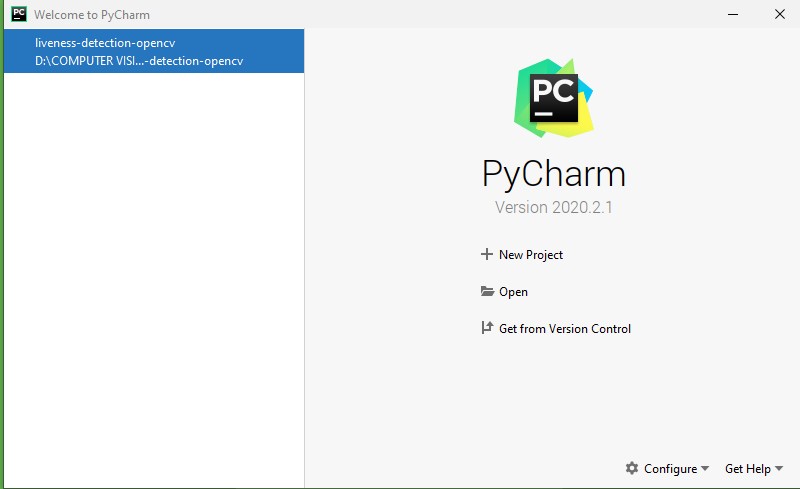 PC Welcome to PyCharm
liveness-detection-opencv
D:\COMPUTER VISI...-detection-opencv
PC
PyCharm
Version 2020.2.1
New Project
Open
Get from Version Control
Configure Get Help